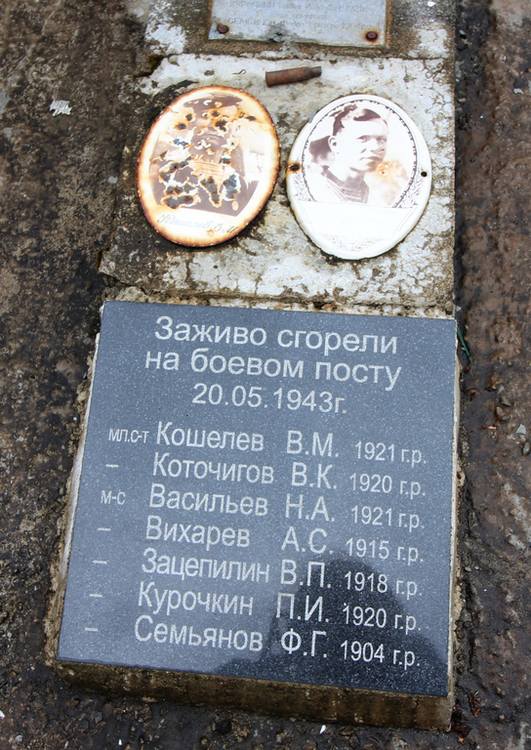 Заживо сгорели
на боевом посту
20.05.1943г.
мл.с-т Кошелев В.М. 1921 г.р.
– Коточигов В.К. 1920 г.р.
м-с Васильев Н.А. 1921 г.р.
– Вихарев А.С. 1915 г.р.
– Зацепилин В.П. 1918 г.р.
– Курочкин П.И. 1920 г.р.
– Семьянов Ф.Г. 1904 г.р.